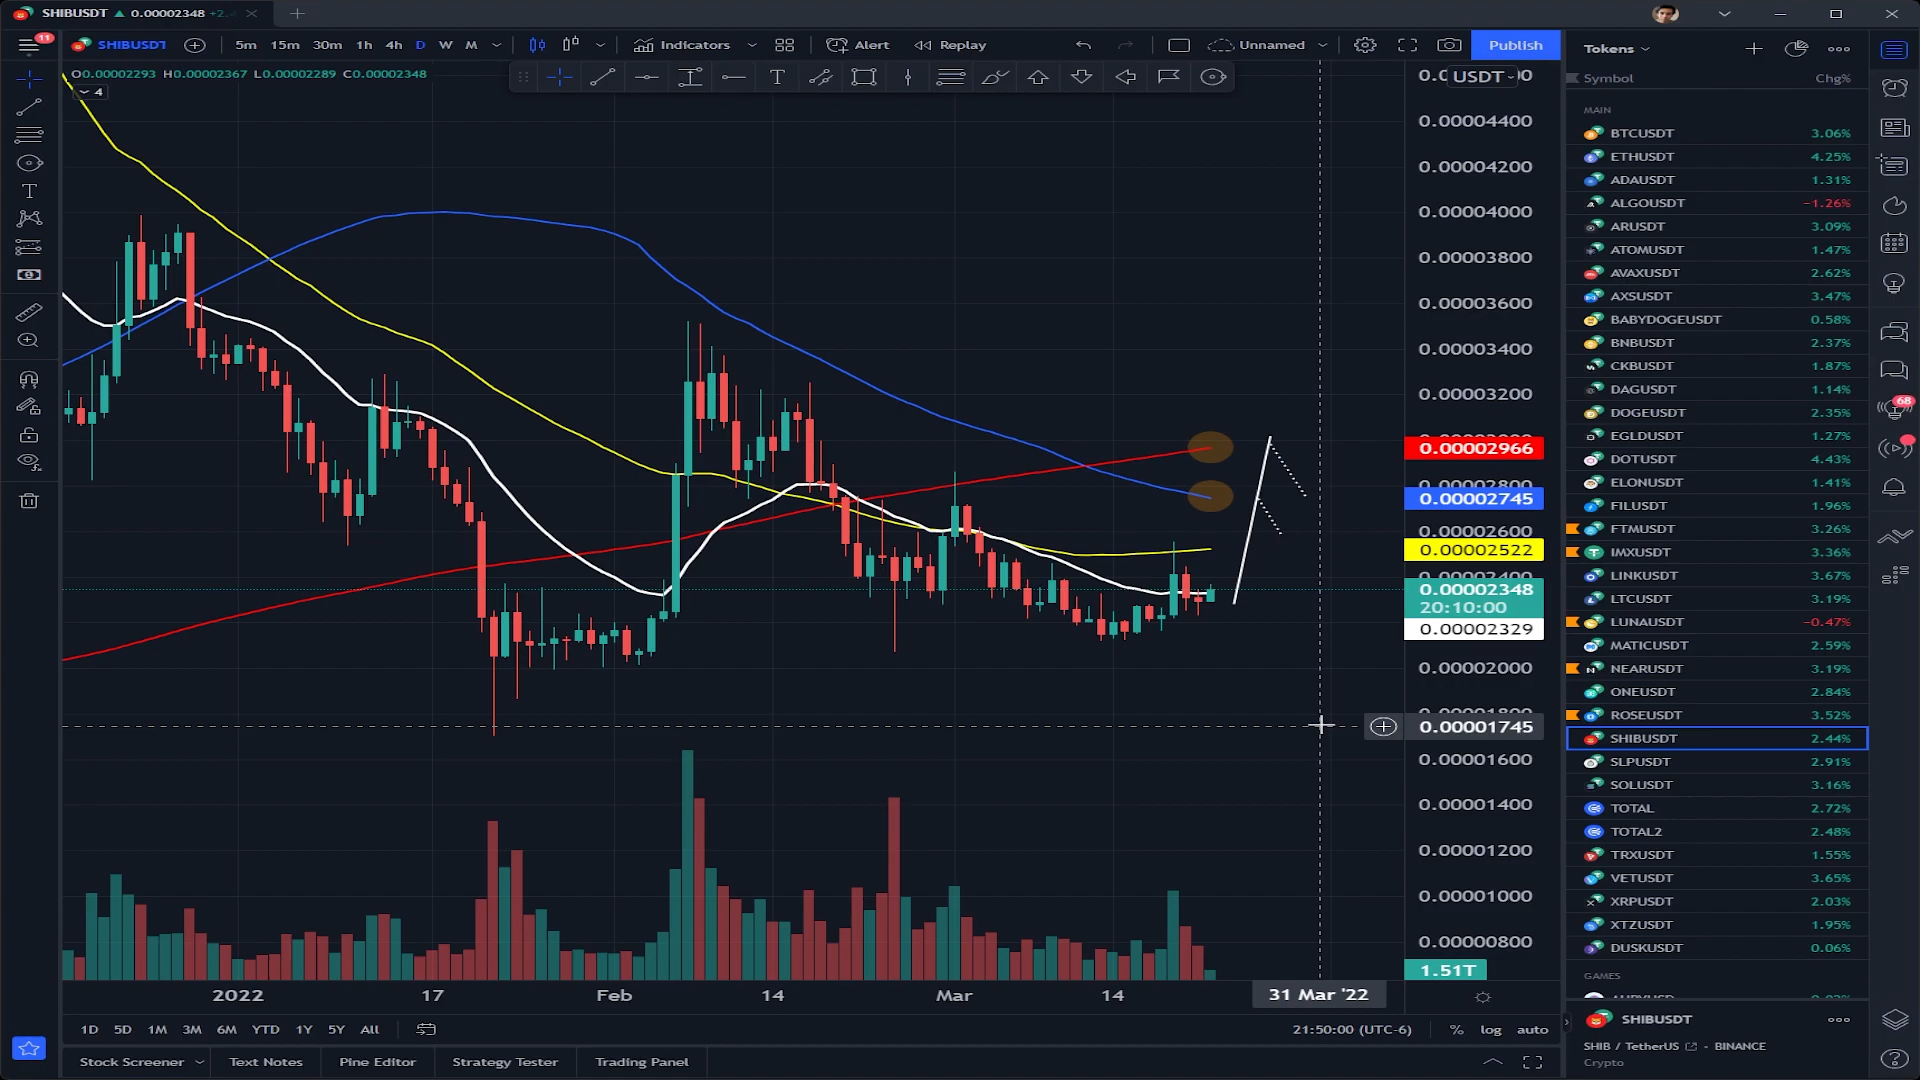 SHIBUSDT ▲ 0.00002348 +2.
11
SHIBUSDT 5m 15m 30m 1h 4h D W M Indicators Alert Replay Unnamed Publish
O0.00002293 H0.00002367 L0.00002289 C0.00002348
4
USDT
0.00004400
0.00004200
0.00004000
0.00003800
0.00003600
0.00003400
0.00003200
0.00002966
0.00002800
0.00002745
0.00002600
0.00002522
0.00002400
0.00002348
20:10:00
0.00002329
0.00002000
0.00001800
0.00001745
0.00001600
0.00001400
0.00001200
0.00001000
0.00000800
1.51T
2022 17 Feb 14 Mar 14 31 Mar '22
1D 5D 1M 3M 6M YTD 1Y 5Y All
21:50:00 (UTC-6) % log auto
Stock Screener Text Notes Pine Editor Strategy Tester Trading Panel
Tokens
Symbol Chg%
MAIN
BTCUSDT 3.06%
ETHUSDT 4.25%
ADAUSDT 1.31%
ALGOUSDT −1.26%
ARUSDT 3.09%
ATOMUSDT 1.47%
AVAXUSDT 2.62%
AXSUSDT 3.47%
BABYDOGEUSDT 0.58%
BNBUSDT 2.37%
CKBUSDT 1.87%
DAGUSDT 1.14%
DOGEUSDT 2.35%
EGLDUSDT 1.27%
DOTUSDT 4.43%
ELONUSDT 1.41%
FILUSDT 1.96%
FTMUSDT 3.26%
IMXUSDT 3.36%
LINKUSDT 3.67%
LTCUSDT 3.19%
LUNAUSDT −0.47%
MATICUSDT 2.59%
NEARUSDT 3.19%
ONEUSDT 2.84%
ROSEUSDT 3.52%
SHIBUSDT 2.44%
SLPUSDT 2.91%
SOLUSDT 3.16%
TOTAL 2.72%
TOTAL2 2.48%
TRXUSDT 1.55%
VETUSDT 3.65%
XRPUSDT 2.03%
XTZUSDT 1.95%
DUSKUSDT 0.06%
GAMES
SHIBUSDT
SHIB / TetherUS - BINANCE
Crypto
68